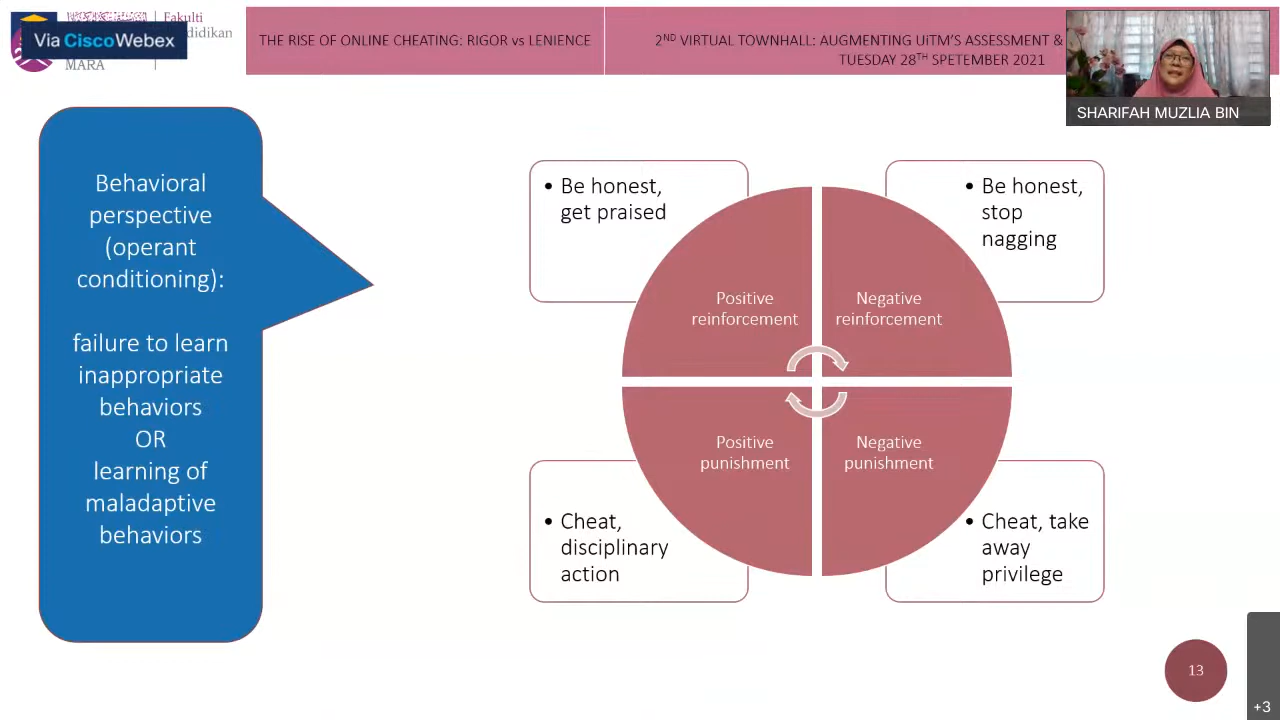 Fakulti
didikan
Via CiscoWebex
MARA
THE RISE OF ONLINE CHEATING: RIGOR vs LENIENCE
2ND VIRTUAL TOWNHALL: AUGMENTING UiTM'S ASSESSMENT &
TUESDAY 28TH SPETEMBER 2021
SHARIFAH MUZLIA BIN
Behavioral
perspective
(operant
conditioning):
failure to learn
inappropriate
behaviors
OR
learning of
maladaptive
behaviors
• Be honest,
get praised
• Be honest,
stop
nagging
Positive
reinforcement
Negative
reinforcement
Positive
punishment
Negative
punishment
• Cheat,
disciplinary
action
• Cheat, take
away
privilege
13
+3